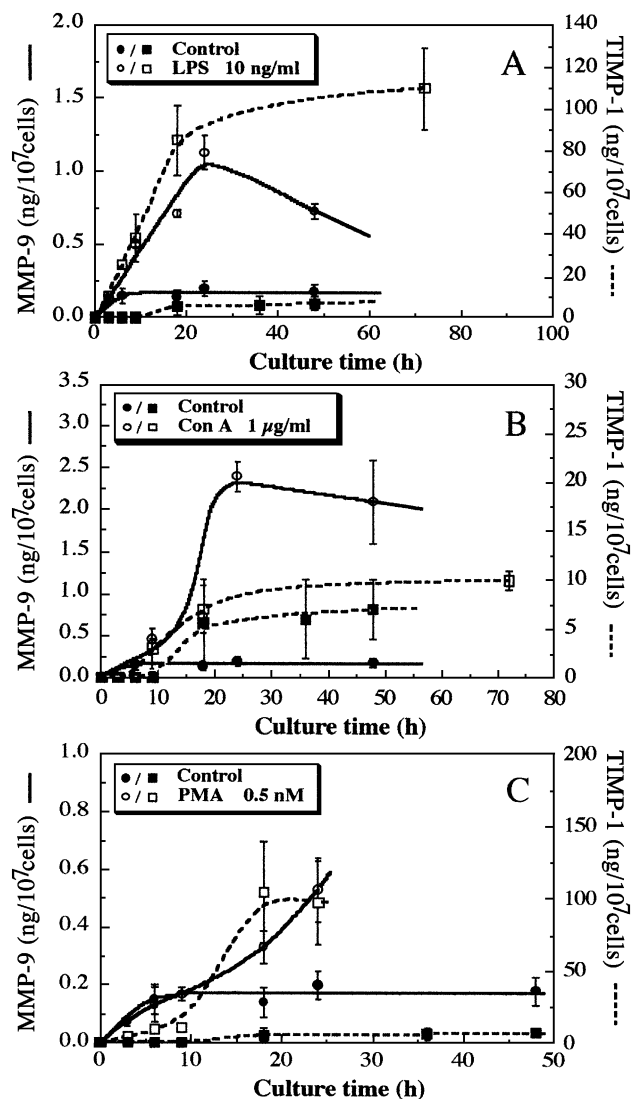 A
● / ■ Control
○ / □ LPS 10 ng/ml
MMP-9 (ng/10⁷cells)
2.0
1.5
1.0
0.5
0.0
TIMP-1 (ng/10⁷cells)
140
120
100
80
60
40
20
0
0 20 40 60 80 100
Culture time (h)
B
● / ■ Control
○ / □ Con A 1 µg/ml
MMP-9 (ng/10⁷cells)
3.5
3.0
2.5
2.0
1.5
1.0
0.5
0.0
TIMP-1 (ng/10⁷cells)
30
25
20
15
10
5
0
0 10 20 30 40 50 60 70 80
Culture time (h)
C
● / ■ Control
○ / □ PMA 0.5 nM
MMP-9 (ng/10⁷cells)
1.0
0.8
0.6
0.4
0.2
0.0
TIMP-1 (ng/10⁷cells)
200
150
100
50
0
0 10 20 30 40 50
Culture time (h)